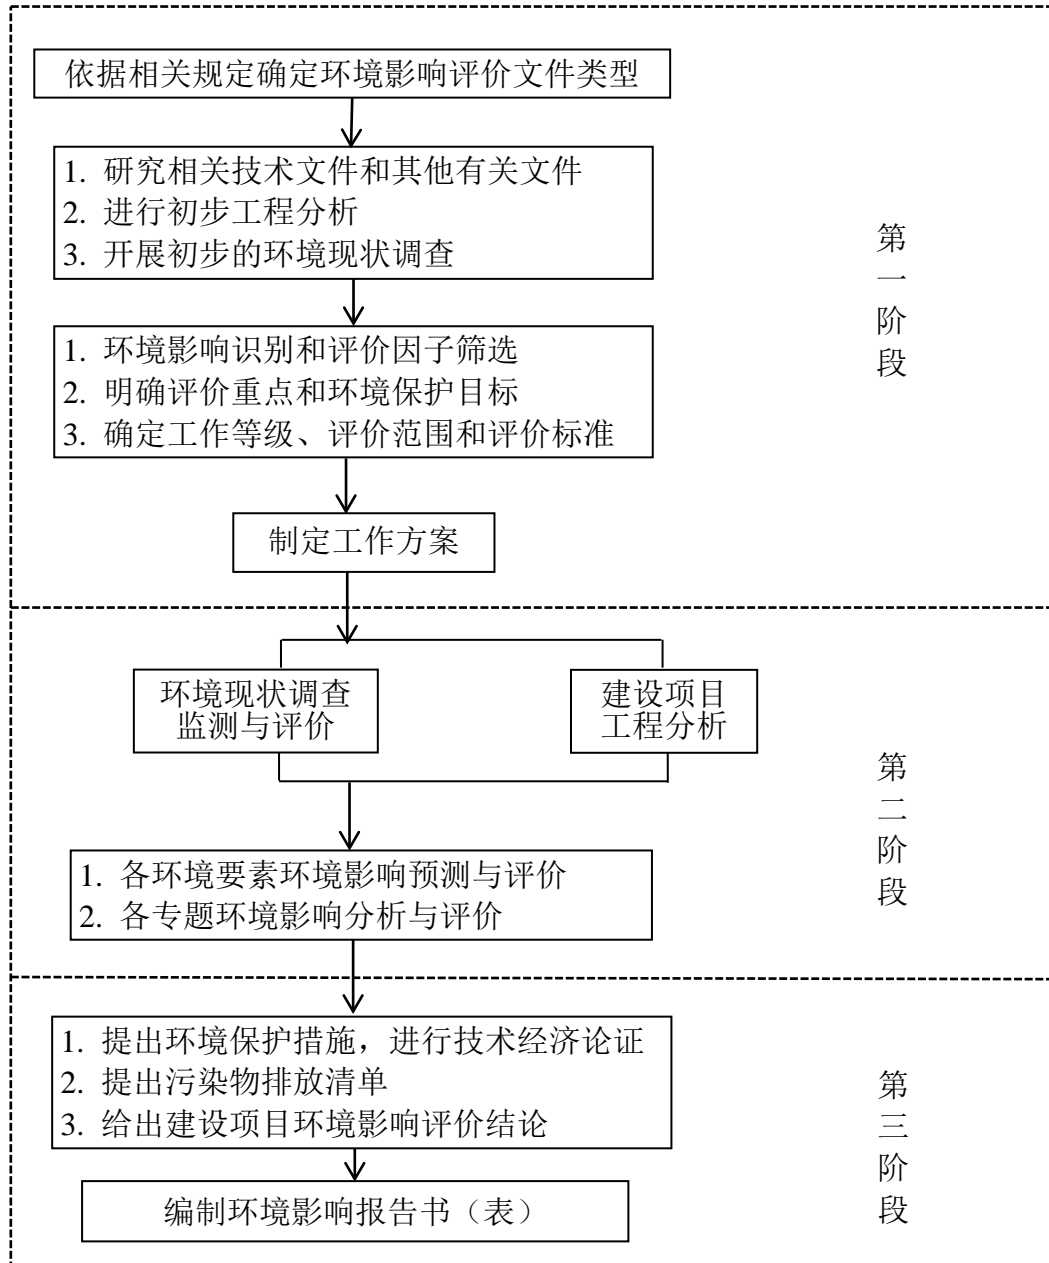 依据相关规定确定环境影响评价文件类型
1. 研究相关技术文件和其他有关文件
2. 进行初步工程分析
3. 开展初步的环境现状调查
第一阶段
1. 环境影响识别和评价因子筛选
2. 明确评价重点和环境保护目标
3. 确定工作等级、评价范围和评价标准
制定工作方案
环境现状调查
监测与评价
建设项目
工程分析
第二阶段
1. 各环境要素环境影响预测与评价
2. 各专题环境影响分析与评价
1. 提出环境保护措施，进行技术经济论证
2. 提出污染物排放清单
3. 给出建设项目环境影响评价结论
第三阶段
编制环境影响报告书（表）